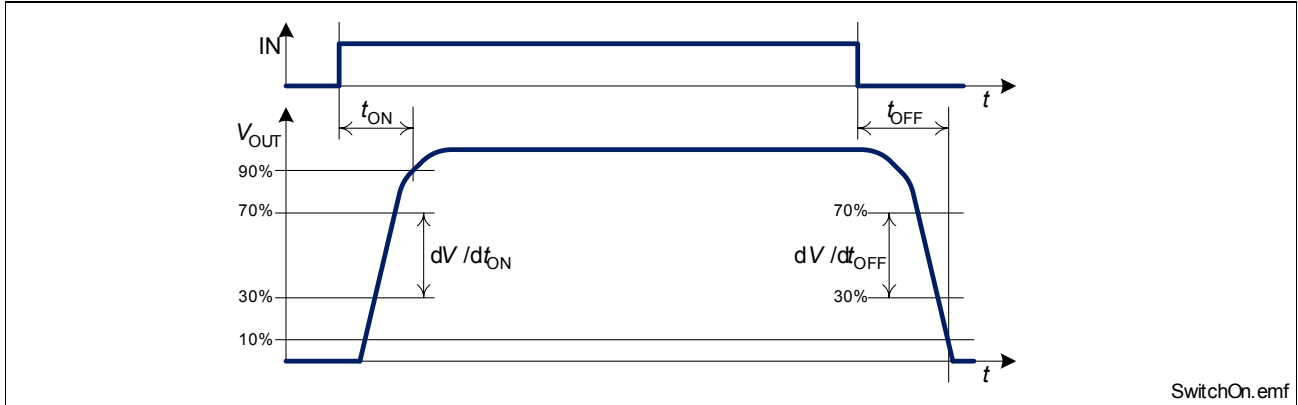 IN
t
tON
tOFF
VOUT
90%
70% 70%
dV /dtON dV /dtOFF
30% 30%
10%
t
SwitchOn.emf